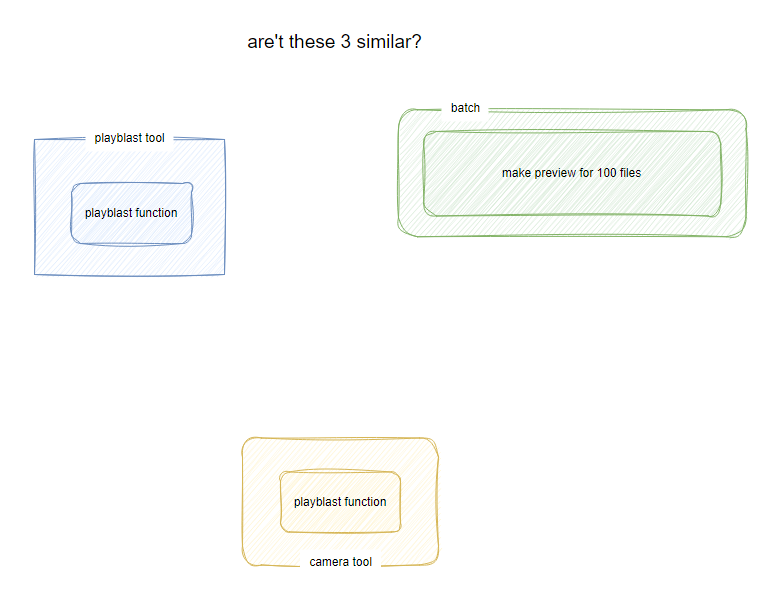 are't these 3 similar?
batch
playblast tool
make preview for 100 files
playblast function
playblast function
camera tool